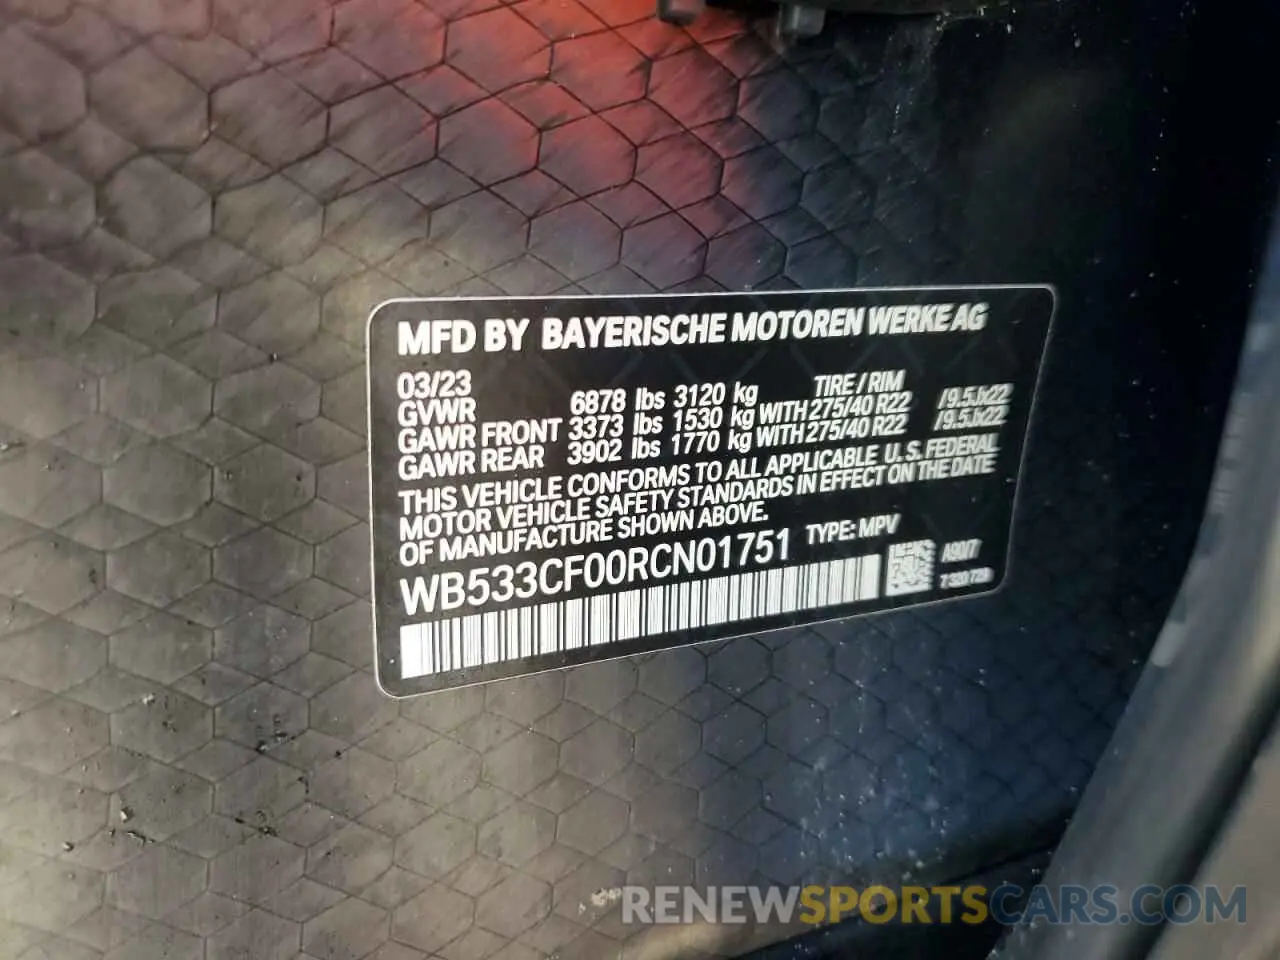 MFD BY BAYERISCHE MOTOREN WERKE AG
03/23 TIRE / RIM
GVWR 6878 lbs 3120 kg
GAWR FRONT 3373 lbs 1530 kg WITH 275/40 R22 /9.5Jx22
GAWR REAR 3902 lbs 1770 kg WITH 275/40 R22 /9.5Jx22
THIS VEHICLE CONFORMS TO ALL APPLICABLE U.S. FEDERAL
MOTOR VEHICLE SAFETY STANDARDS IN EFFECT ON THE DATE
OF MANUFACTURE SHOWN ABOVE.
WB533CF00RCN01751 TYPE: MPV
A90/7
RENEWSPORTSCARS.COM